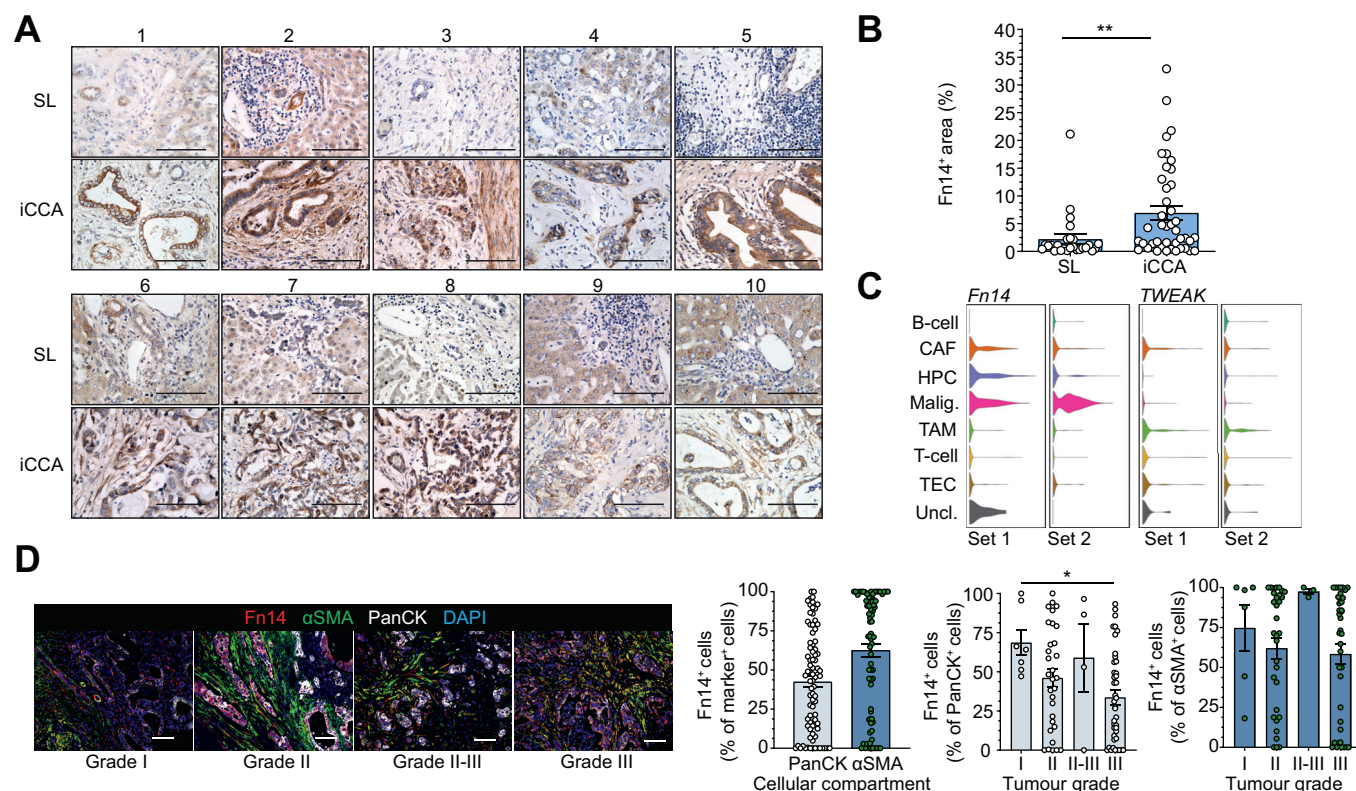 A
1 2 3 4 5
SL
iCCA
6 7 8 9 10
SL
iCCA
B
**
Fn14⁺ area (%)
40
35
30
25
20
15
10
5
0
SL iCCA
C
Fn14 TWEAK
B-cell
CAF
HPC
Malig.
TAM
T-cell
TEC
Uncl.
Set 1 Set 2 Set 1 Set 2
D
Fn14 αSMA PanCK DAPI
Grade I Grade II Grade II-III Grade III
Fn14⁺ cells
(% of marker⁺ cells)
100
75
50
25
0
PanCK αSMA
Cellular compartment
*
Fn14⁺ cells
(% of PanCK⁺ cells)
100
75
50
25
0
I II II-III III
Tumour grade
Fn14⁺ cells
(% of αSMA⁺ cells)
100
75
50
25
0
I II II-III III
Tumour grade